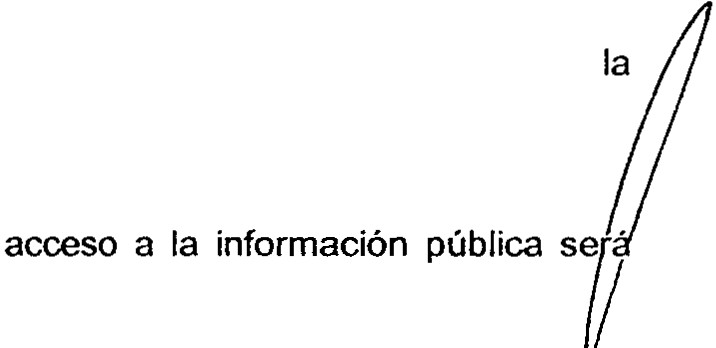 la
acceso a la información pública será